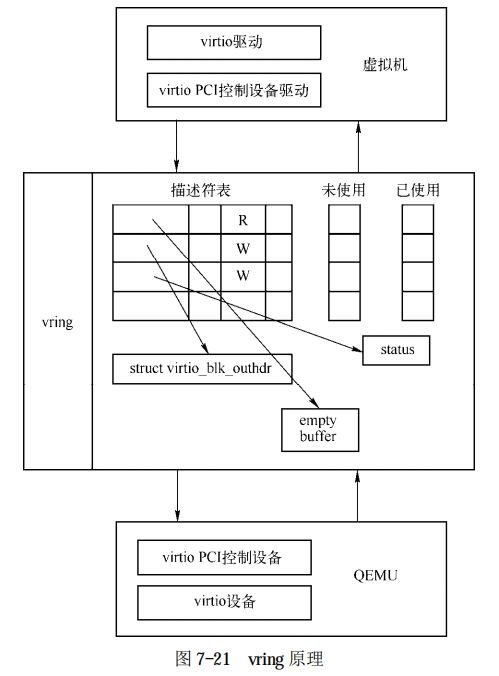 virtio驱动
virtio PCI控制设备驱动
虚拟机
描述符表
未使用
已使用
R
W
W
vring
status
struct virtio_blk_outhdr
empty
buffer
virtio PCI控制设备
virtio设备
QEMU
图 7-21 vring 原理